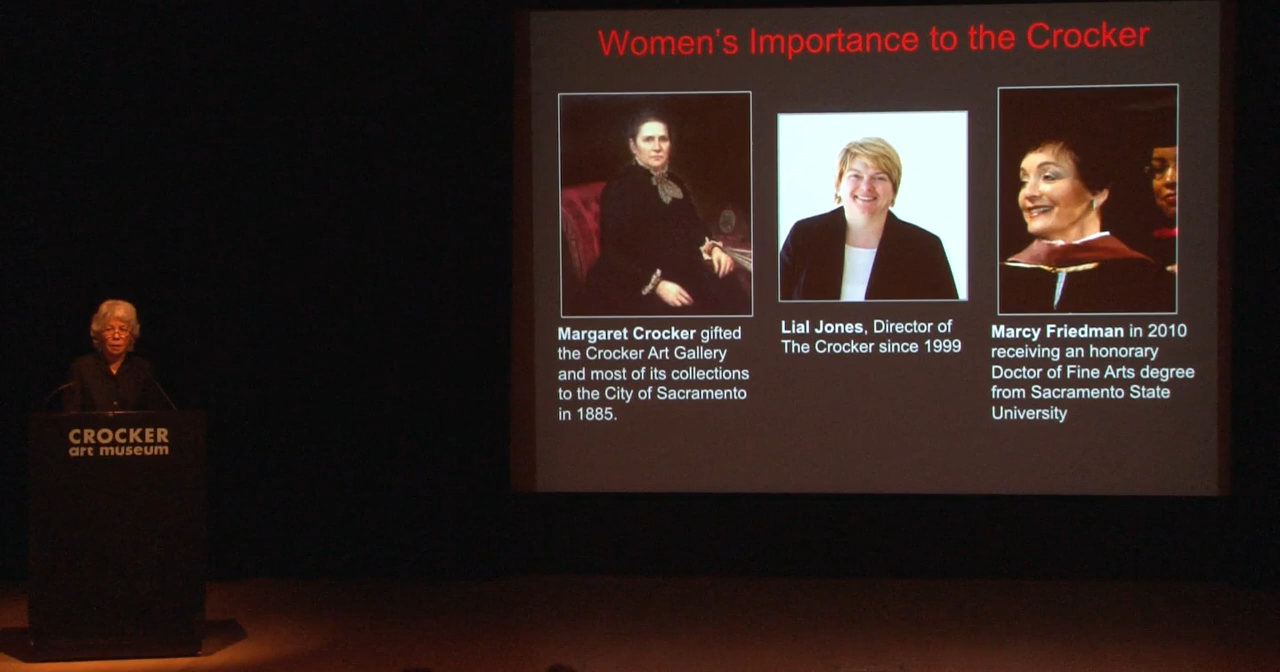 Women's Importance to the Crocker
Margaret Crocker gifted
the Crocker Art Gallery
and most of its collections
to the City of Sacramento
in 1885.
Lial Jones, Director of
The Crocker since 1999
Marcy Friedman in 2010
receiving an honorary
Doctor of Fine Arts degree
from Sacramento State
University
CROCKER
art museum